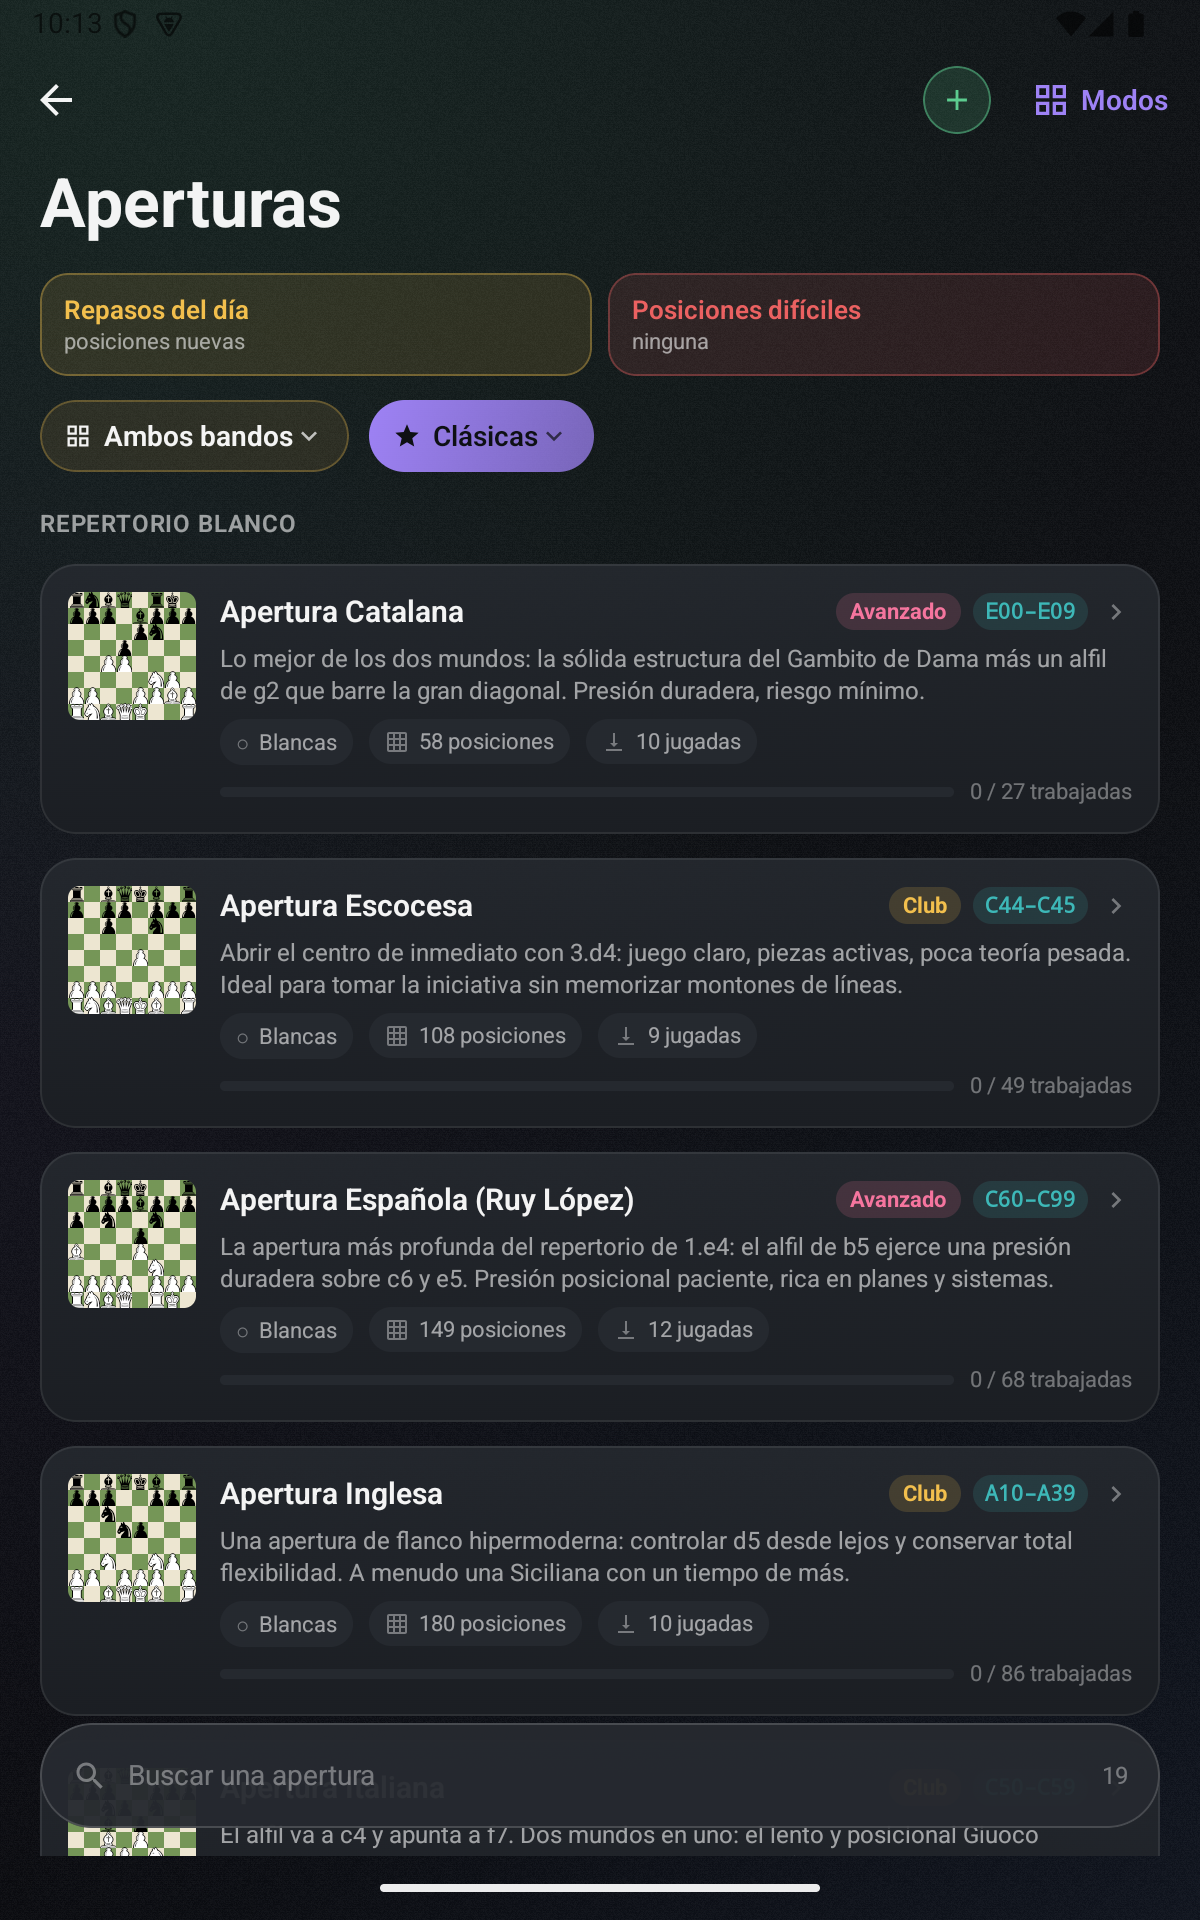 10:13
Modos
Aperturas
Repasos del día
posiciones nuevas
Posiciones difíciles
ninguna
Ambos bandos
Clásicas
REPERTORIO BLANCO
Apertura Catalana
Avanzado
E00–E09
Lo mejor de los dos mundos: la sólida estructura del Gambito de Dama más un alfil
de g2 que barre la gran diagonal. Presión duradera, riesgo mínimo.
Blancas
58 posiciones
10 jugadas
0 / 27 trabajadas
Apertura Escocesa
Club
C44–C45
Abrir el centro de inmediato con 3.d4: juego claro, piezas activas, poca teoría pesada.
Ideal para tomar la iniciativa sin memorizar montones de líneas.
Blancas
108 posiciones
9 jugadas
0 / 49 trabajadas
Apertura Española (Ruy López)
Avanzado
C60–C99
La apertura más profunda del repertorio de 1.e4: el alfil de b5 ejerce una presión
duradera sobre c6 y e5. Presión posicional paciente, rica en planes y sistemas.
Blancas
149 posiciones
12 jugadas
0 / 68 trabajadas
Apertura Inglesa
Club
A10–A39
Una apertura de flanco hipermoderna: controlar d5 desde lejos y conservar total
flexibilidad. A menudo una Siciliana con un tiempo de más.
Blancas
180 posiciones
10 jugadas
0 / 86 trabajadas
Buscar una apertura
19
Apertura Italiana
Club
C50–C59
El alfil va a c4 y apunta a f7. Dos mundos en uno: el lento y posicional Giuoco